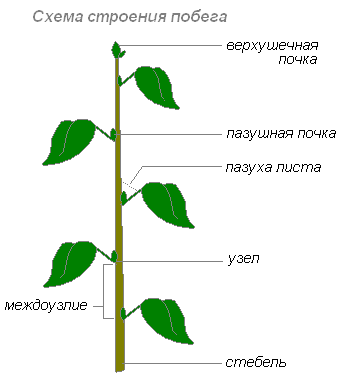 Схема строения побега
верхушечная
почка
пазушная почка
пазуха листа
узел
междоузлие
стебель